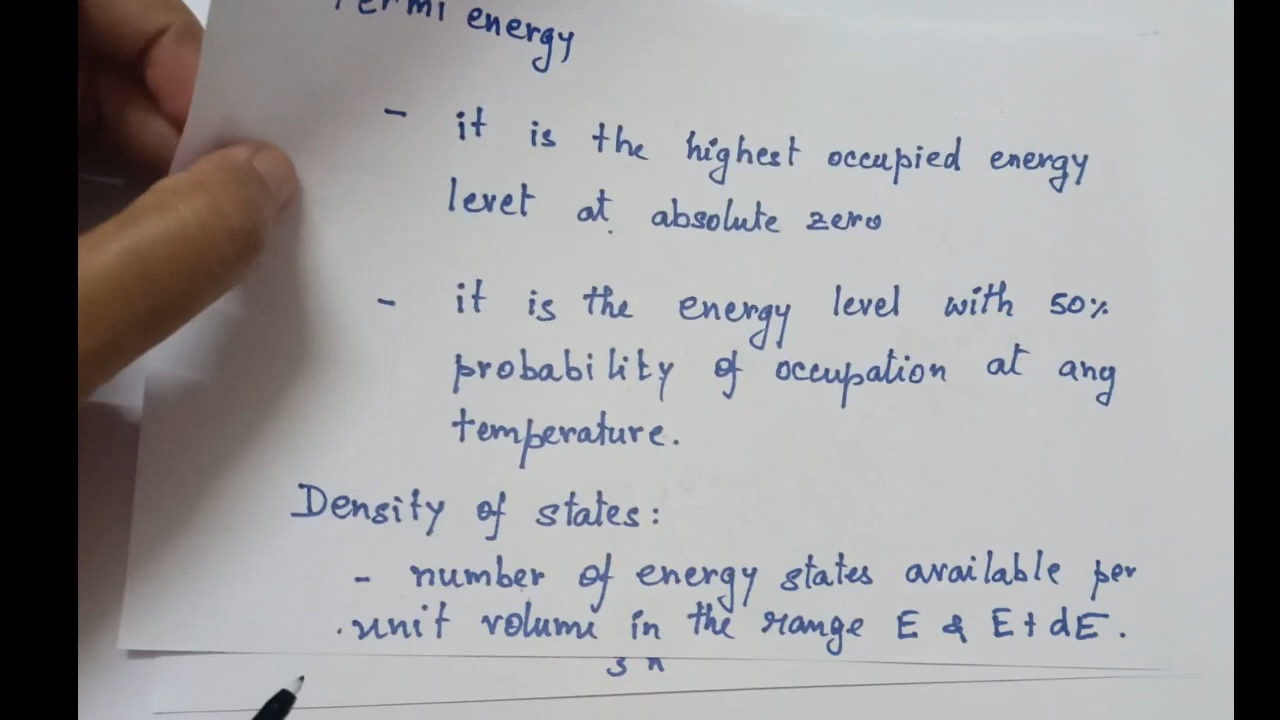 Fermi energy
- it is the highest occupied energy
level at absolute zero
- it is the energy level with 50%
probability of occupation at any
temperature.
Density of states:
- number of energy states available per
unit volume in the range E & E+dE.